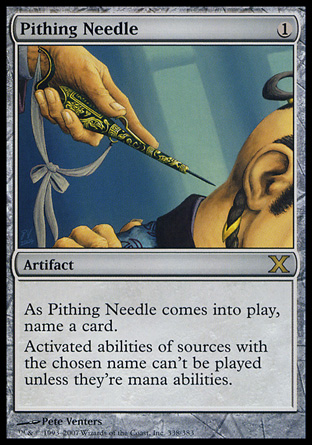 Pithing Needle 1
Artifact X
As Pithing Needle comes into play,
name a card.
Activated abilities of sources with
the chosen name can't be played
unless they're mana abilities.
Pete Venters
™& © 1993-2007 Wizards of the Coast, Inc. 338/383